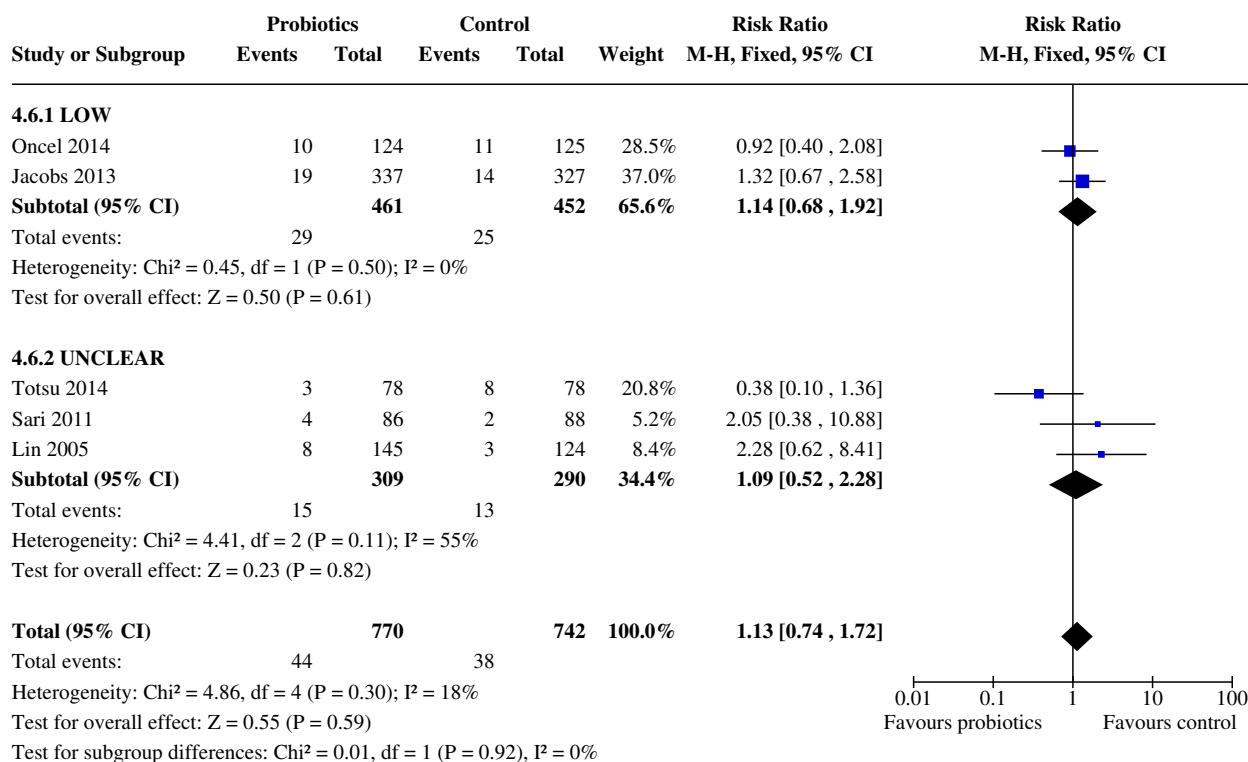 Probiotics Control Risk Ratio Risk Ratio
Study or Subgroup Events Total Events Total Weight M-H, Fixed, 95% CI M-H, Fixed, 95% CI
4.6.1 LOW
Oncel 2014 10 124 11 125 28.5% 0.92 [0.40 , 2.08]
Jacobs 2013 19 337 14 327 37.0% 1.32 [0.67 , 2.58]
Subtotal (95% CI) 461 452 65.6% 1.14 [0.68 , 1.92]
Total events: 29 25
Heterogeneity: Chi² = 0.45, df = 1 (P = 0.50); I² = 0%
Test for overall effect: Z = 0.50 (P = 0.61)
4.6.2 UNCLEAR
Totsu 2014 3 78 8 78 20.8% 0.38 [0.10 , 1.36]
Sari 2011 4 86 2 88 5.2% 2.05 [0.38 , 10.88]
Lin 2005 8 145 3 124 8.4% 2.28 [0.62 , 8.41]
Subtotal (95% CI) 309 290 34.4% 1.09 [0.52 , 2.28]
Total events: 15 13
Heterogeneity: Chi² = 4.41, df = 2 (P = 0.11); I² = 55%
Test for overall effect: Z = 0.23 (P = 0.82)
Total (95% CI) 770 742 100.0% 1.13 [0.74 , 1.72]
Total events: 44 38
Heterogeneity: Chi² = 4.86, df = 4 (P = 0.30); I² = 18%
Test for overall effect: Z = 0.55 (P = 0.59)
Test for subgroup differences: Chi² = 0.01, df = 1 (P = 0.92), I² = 0%
0.01 0.1 1 10 100
Favours probiotics Favours control